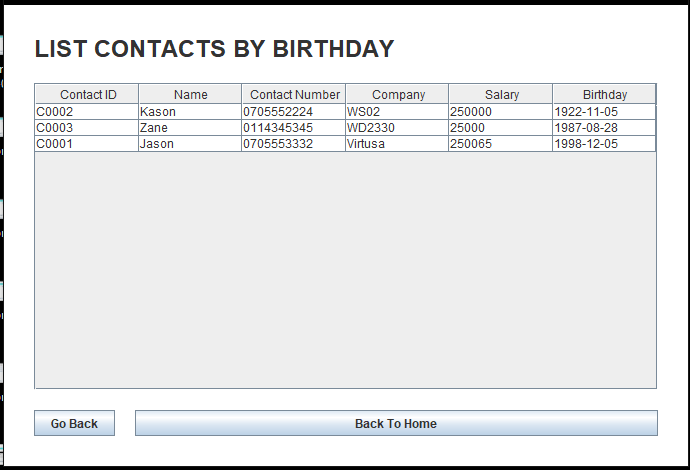 LIST CONTACTS BY BIRTHDAY
Contact ID Name Contact Number Company Salary Birthday
C0002 Kason 0705552224 WS02 250000 1922-11-05
C0003 Zane 0114345345 WD2330 25000 1987-08-28
C0001 Jason 0705553332 Virtusa 250065 1998-12-05
Go Back Back To Home